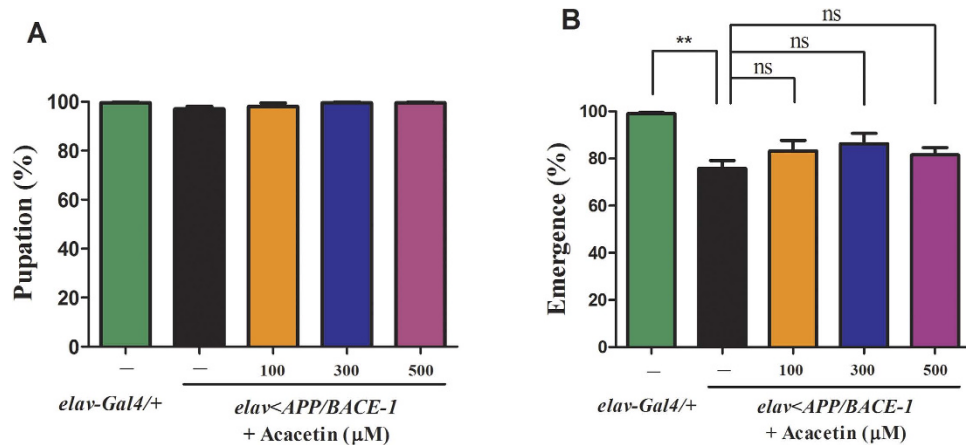 A
Pupation (%)
100
80
60
40
20
0
– – 100 300 500
elav-Gal4/+
elav<APP/BACE-1
+ Acacetin (μM)
B
ns
** ns
ns
Emergence (%)
100
80
60
40
20
0
– – 100 300 500
elav-Gal4/+
elav<APP/BACE-1
+ Acacetin (μM)